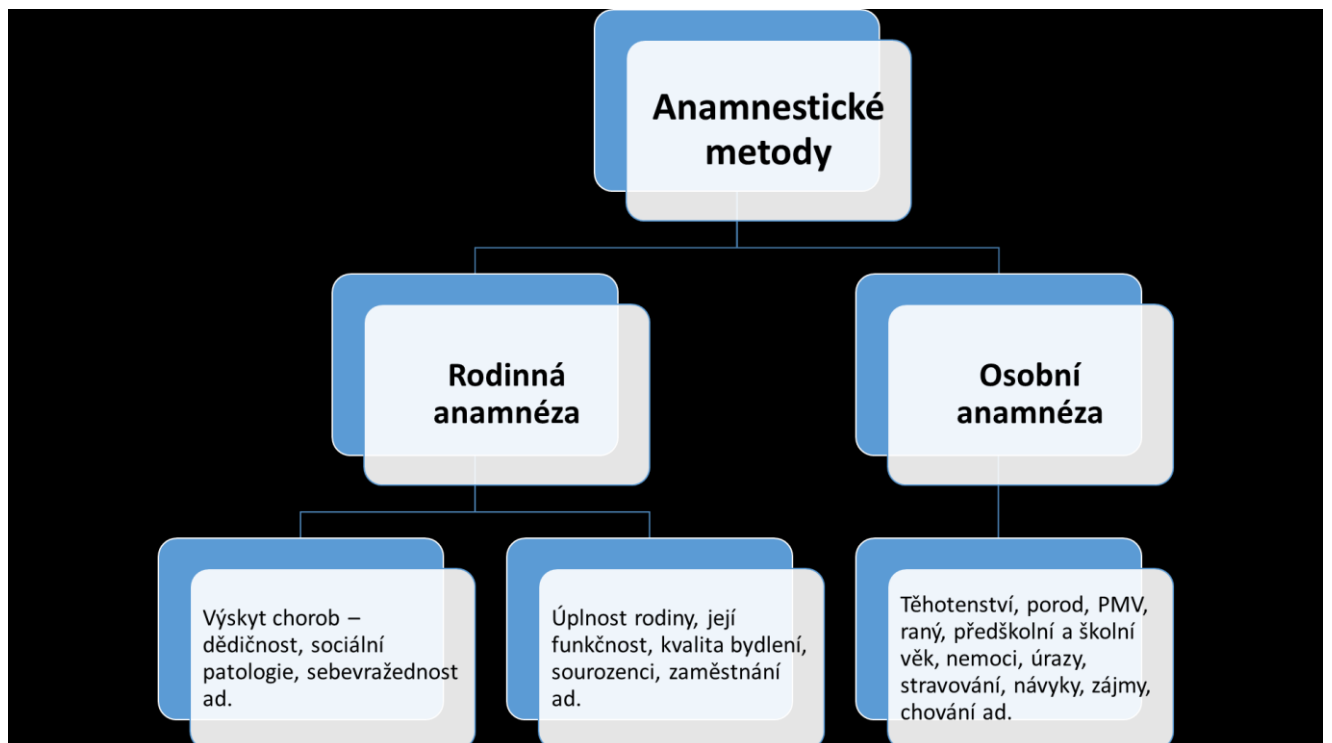 Anamnestické
metody
Rodinná
anamnéza
Osobní
anamnéza
Výskyt chorob –
dědičnost, sociální
patologie, sebevražednost
ad.
Úplnost rodiny, její
funkčnost, kvalita bydlení,
sourozenci, zaměstnání
ad.
Těhotenství, porod, PMV,
raný, předškolní a školní
věk, nemoci, úrazy,
stravování, návyky, zájmy,
chování ad.